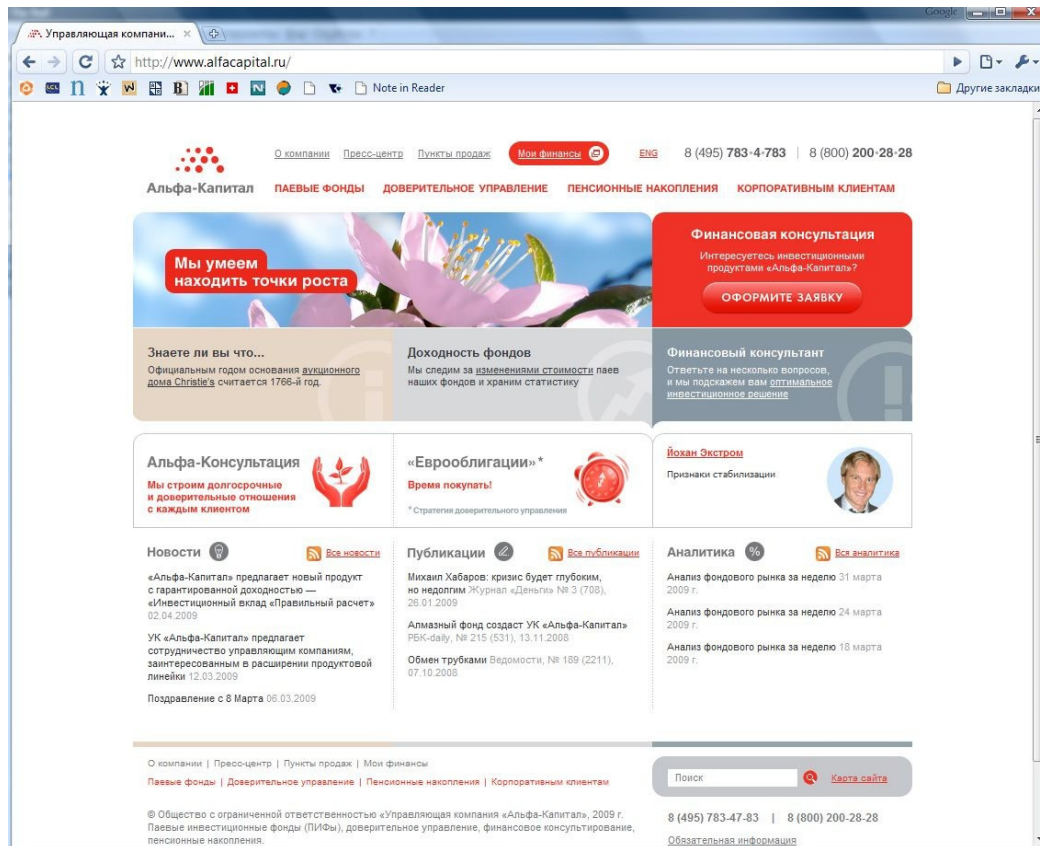 Google
Управляющая компани...
http://www.alfacapital.ru/
LCL n W B N Note in Reader Другие закладки
О компании Пресс-центр Пункты продаж Мои финансы ENG 8 (495) 783-4-783 | 8 (800) 200-28-28
Альфа-Капитал ПАЕВЫЕ ФОНДЫ ДОВЕРИТЕЛЬНОЕ УПРАВЛЕНИЕ ПЕНСИОННЫЕ НАКОПЛЕНИЯ КОРПОРАТИВНЫМ КЛИЕНТАМ
Мы умеем
находить точки роста
Финансовая консультация
Интересуетесь инвестиционными
продуктами «Альфа-Капитал»?
ОФОРМИТЕ ЗАЯВКУ
Знаете ли вы что...
Официальным годом основания аукционного
дома Christie's считается 1766-й год.
Доходность фондов
Мы следим за изменениями стоимости паев
наших фондов и храним статистику
Финансовый консультант
Ответьте на несколько вопросов,
и мы подскажем вам оптимальное
инвестиционное решение
Альфа-Консультация
Мы строим долгосрочные
и доверительные отношения
с каждым клиентом
«Еврооблигации»*
Время покупать!
* Стратегия доверительного управления
Йохан Экстром
Признаки стабилизации
Новости Все новости
«Альфа-Капитал» предлагает новый продукт
с гарантированной доходностью —
«Инвестиционный вклад «Правильный расчет»
02.04.2009
УК «Альфа-Капитал» предлагает
сотрудничество управляющим компаниям,
заинтересованным в расширении продуктовой
линейки 12.03.2009
Поздравление с 8 Марта 06.03.2009
Публикации Все публикации
Михаил Хабаров: кризис будет глубоким,
но недолгим Журнал «Деньги» № 3 (708),
26.01.2009
Алмазный фонд создаст УК «Альфа-Капитал»
РБК-daily, № 215 (531), 13.11.2008
Обмен трубками Ведомости, № 189 (2211),
07.10.2008
Аналитика % Вся аналитика
Анализ фондового рынка за неделю 31 марта
2009 г.
Анализ фондового рынка за неделю 24 марта
2009 г.
Анализ фондового рынка за неделю 18 марта
2009 г.
О компании | Пресс-центр | Пункты продаж | Мои финансы
Паевые фонды | Доверительное управление | Пенсионные накопления | Корпоративным клиентам
Поиск Карта сайта
© Общество с ограниченной ответственностью «Управляющая компания «Альфа-Капитал», 2009 г.
Паевые инвестиционные фонды (ПИФы), доверительное управление, финансовое консультирование,
пенсионные накопления.
8 (495) 783-47-83 | 8 (800) 200-28-28
Обязательная информация